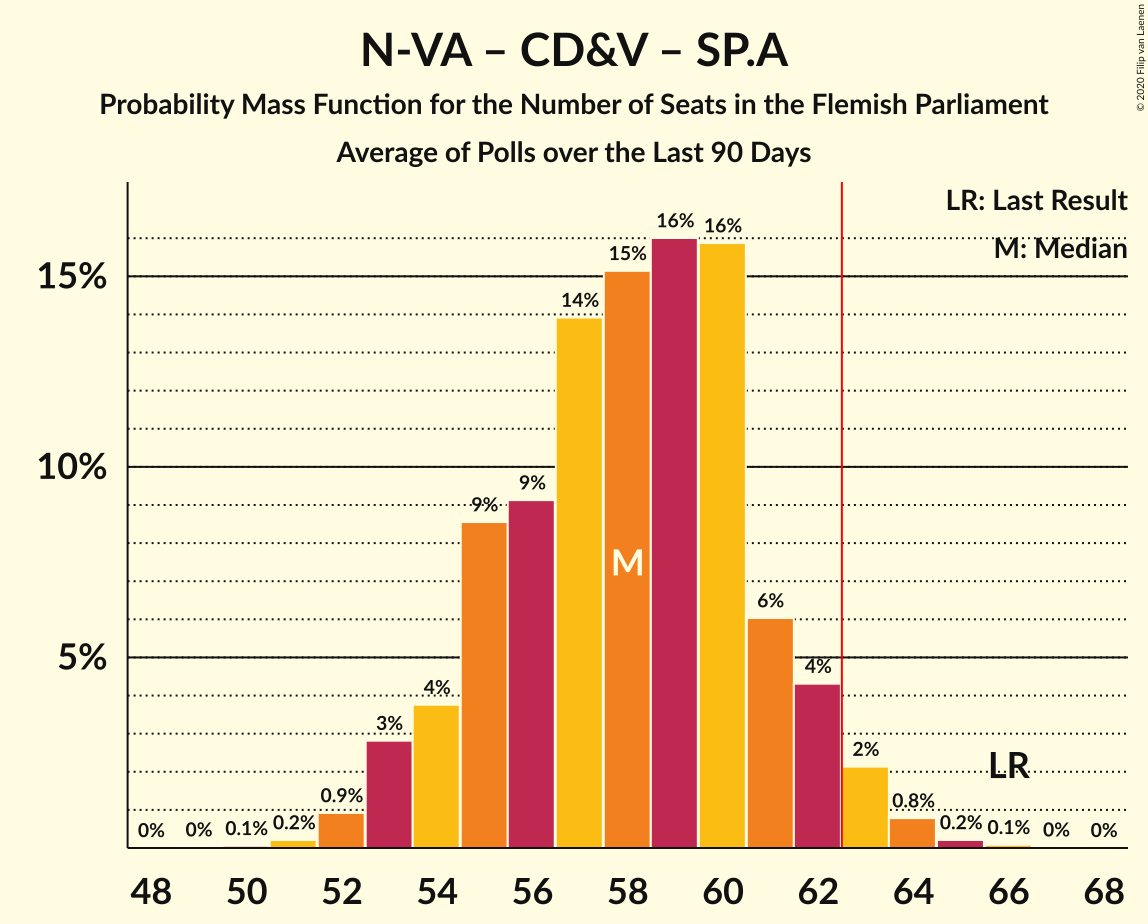 N-VA – CD&V – SP.A
Probability Mass Function for the Number of Seats in the Flemish Parliament
Average of Polls over the Last 90 Days
© 2020 Filip van Laenen
LR: Last Result
M: Median
15%
10%
5%
0%
0%
0.1%
0.2%
0.9%
3%
4%
9%
9%
14%
15%
16%
16%
6%
4%
2%
0.8%
0.2%
0.1%
0%
0%
M
LR
48 50 52 54 56 58 60 62 64 66 68